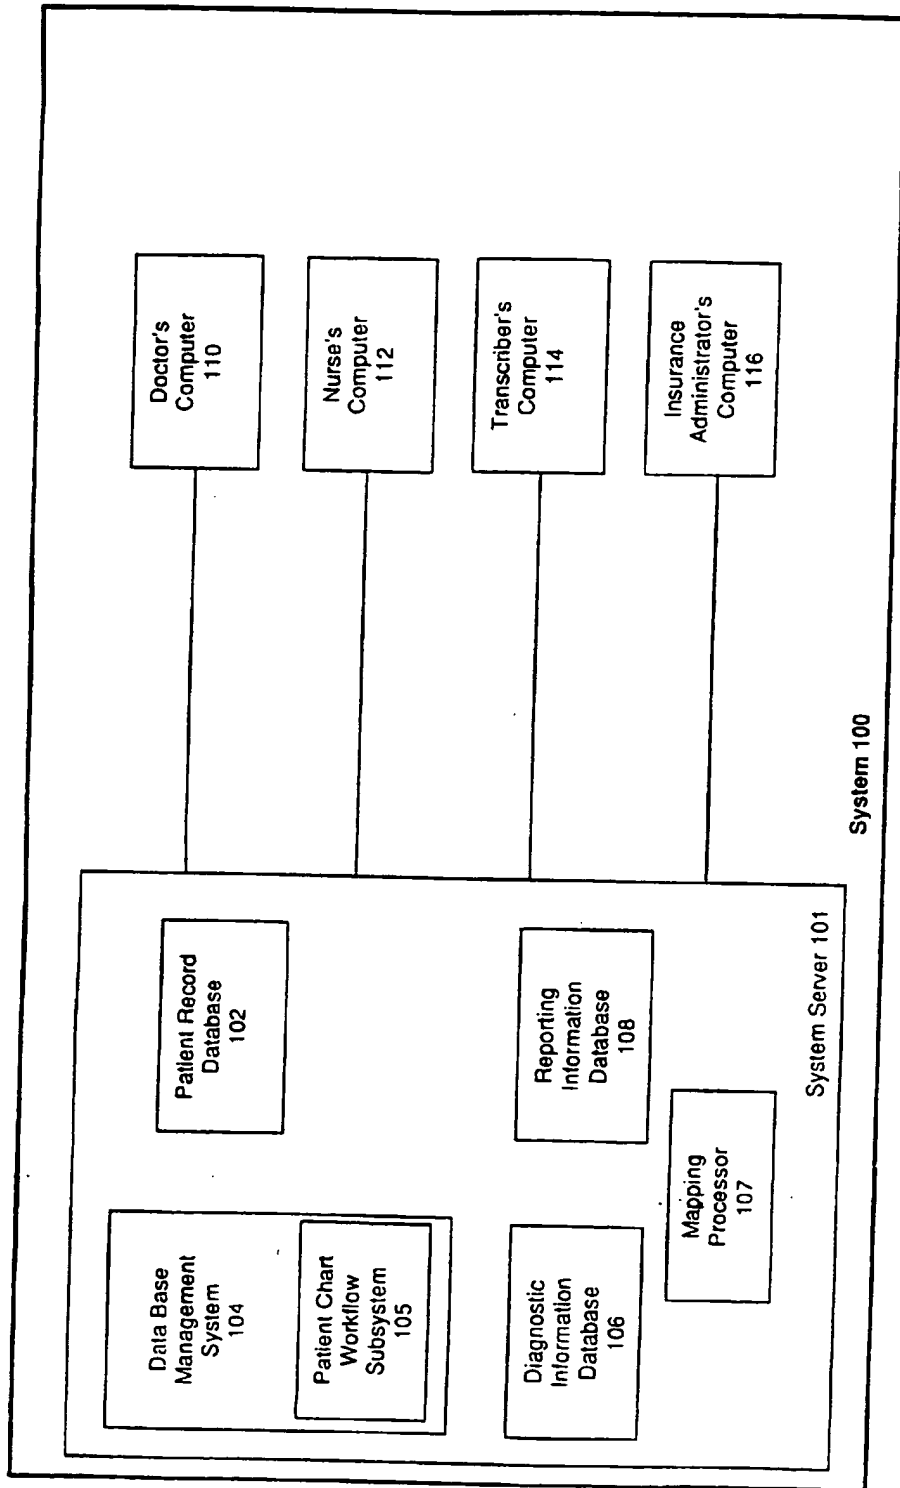 Data Base
Management
System
104
Patient Chart
Workflow
Subsystem
105
Patient Record
Database
102
Diagnostic
Information
Database
106
Reporting
Information
Database
108
Mapping
Processor
107
System Server 101
Doctor's
Computer
110
Nurse's
Computer
112
Transcriber's
Computer
114
Insurance
Administrator's
Computer
116
System 100